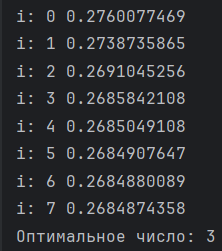 i: 0 0.2760077469
i: 1 0.2738735865
i: 2 0.2691045256
i: 3 0.2685842108
i: 4 0.2685049108
i: 5 0.2684907647
i: 6 0.2684880089
i: 7 0.2684874358
Оптимальное число: 3